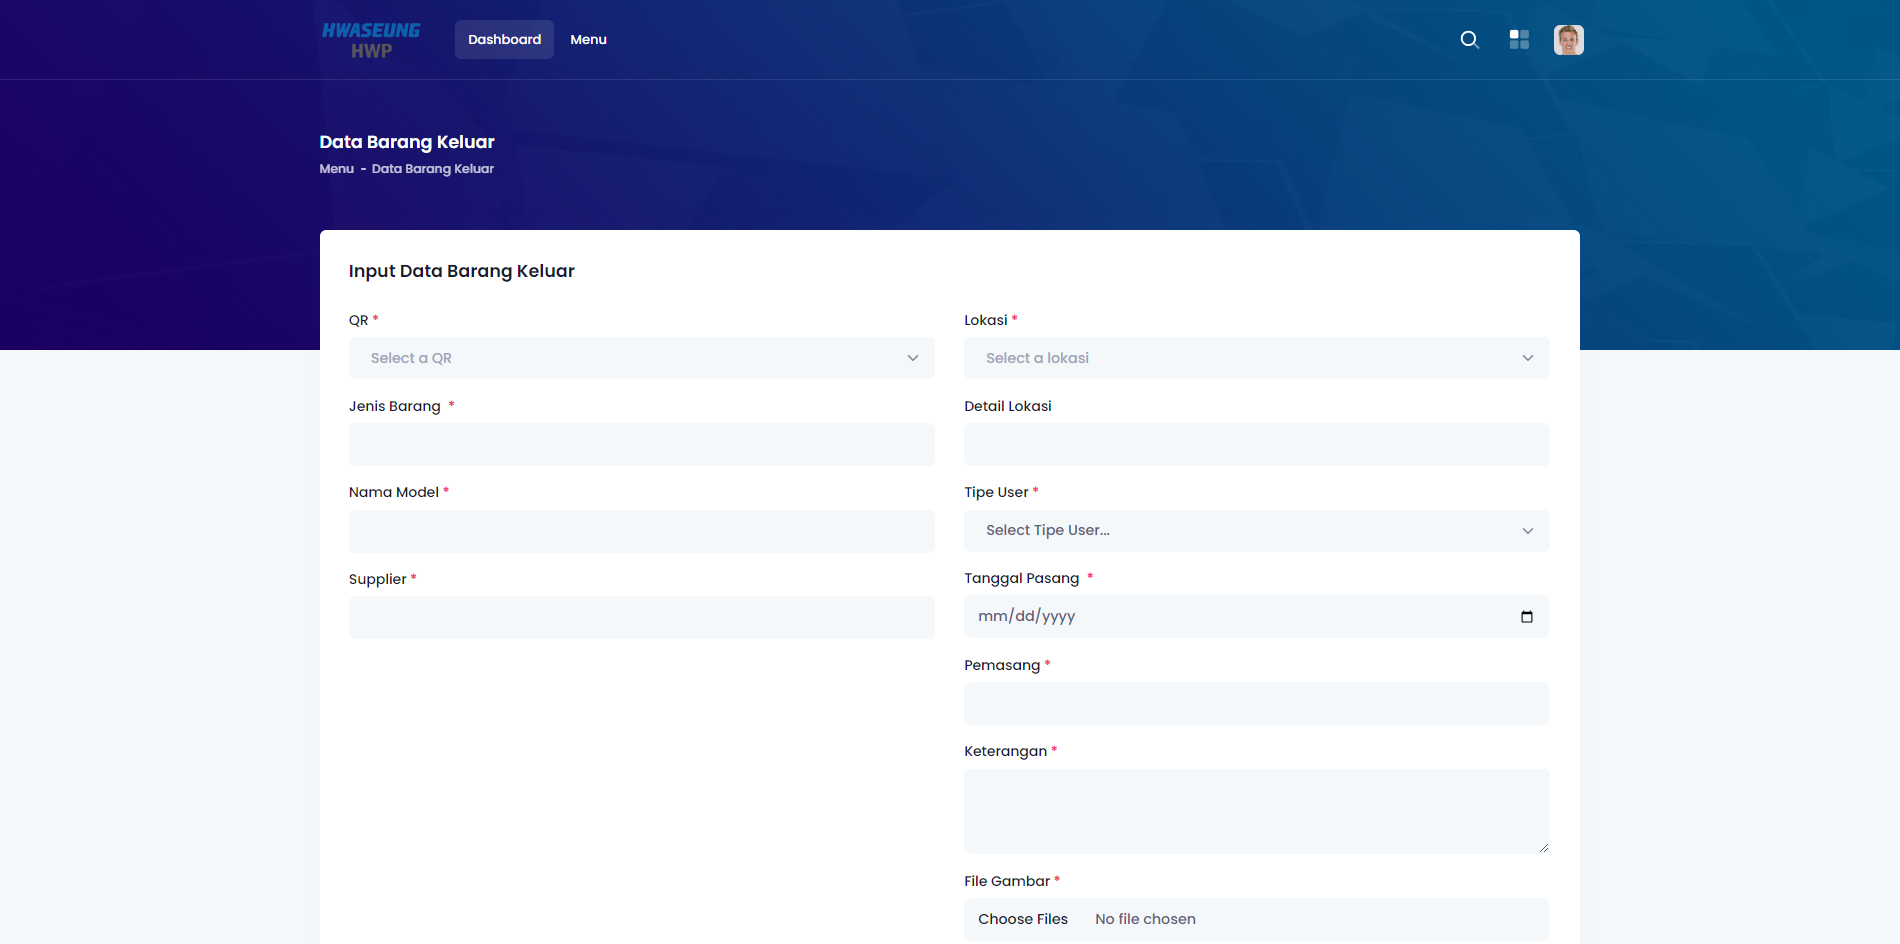 HWASEUNG
HWP
Dashboard
Menu
Data Barang Keluar
Menu - Data Barang Keluar
Input Data Barang Keluar
QR *
Select a QR
Jenis Barang *
Nama Model *
Supplier *
Lokasi *
Select a lokasi
Detail Lokasi
Tipe User *
Select Tipe User...
Tanggal Pasang *
mm/dd/yyyy
Pemasang *
Keterangan *
File Gambar *
Choose Files No file chosen